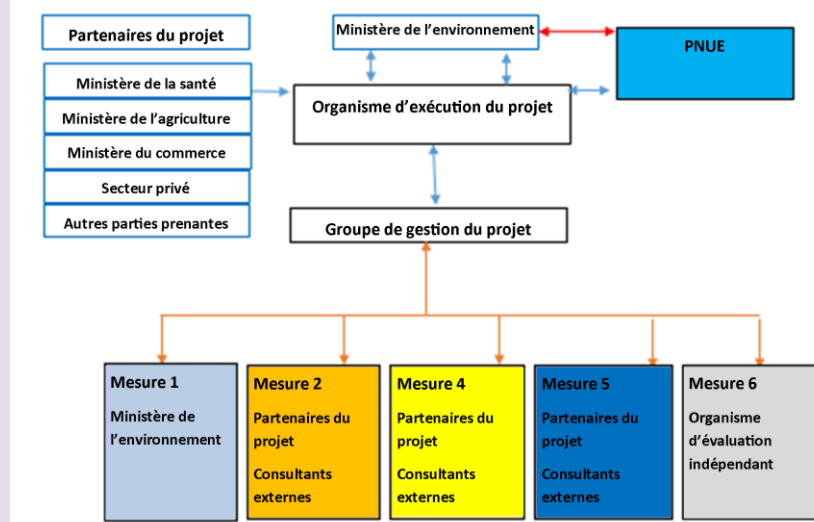 Partenaires du projet
Ministère de l’environnement
PNUE
Ministère de la santé
Ministère de l’agriculture
Ministère du commerce
Secteur privé
Autres parties prenantes
Organisme d’exécution du projet
Groupe de gestion du projet
Mesure 1
Ministère de
l’environnement
Mesure 2
Partenaires du
projet
Consultants
externes
Mesure 4
Partenaires du
projet
Consultants
externes
Mesure 5
Partenaires du
projet
Consultants
externes
Mesure 6
Organisme
d’évaluation
indépendant